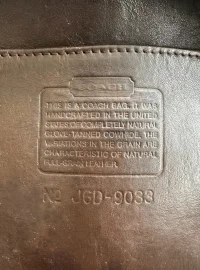 COACH
THIS IS A COACH BAG. IT WAS
HANDCRAFTED IN THE UNITED
STATES OF COMPLETELY NATURAL
GLOVE-TANNED COWHIDE. THE
VARIATIONS IN THE GRAIN ARE
CHARACTERISTIC OF NATURAL
FULL-GRAIN LEATHER.
J6D-9033